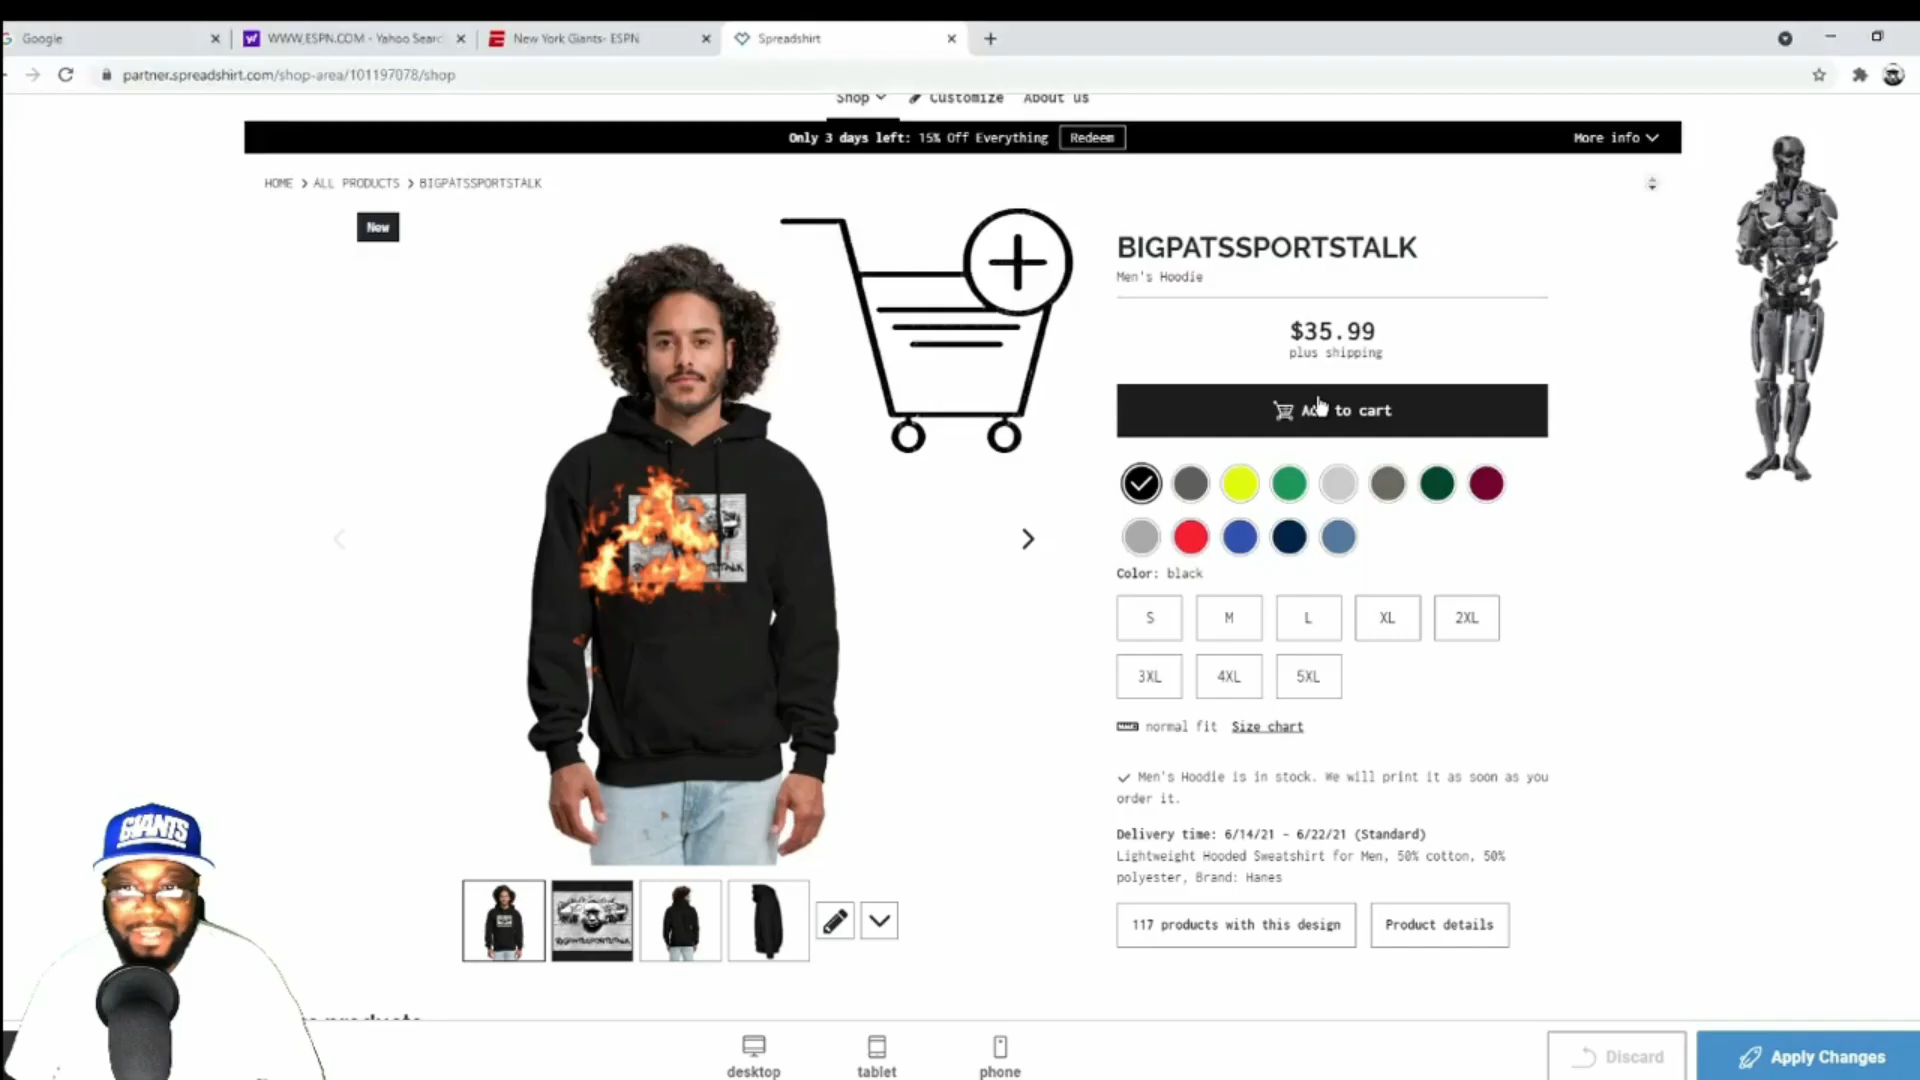 Google
WWW.ESPN.COM - Yahoo Searc
New York Giants- ESPN
Spreadshirt
partner.spreadshirt.com/shop-area/101197078/shop
Shop
Customize
About us
Only 3 days left: 15% Off Everything
Redeem
More info
HOME > ALL PRODUCTS > BIGPATSSPORTSTALK
New
BIGPATSSPORTSTALK
Men's Hoodie
$35.99
plus shipping
Add to cart
Color: black
S
M
L
XL
2XL
3XL
4XL
5XL
normal fit
Size chart
Men's Hoodie is in stock. We will print it as soon as you
order it.
Delivery time: 6/14/21 - 6/22/21 (Standard)
Lightweight Hooded Sweatshirt for Men, 50% cotton, 50%
polyester, Brand: Hanes
117 products with this design
Product details
BIGPATSSPORTSTALK
GIANTS
desktop
tablet
phone
Discard
Apply Changes